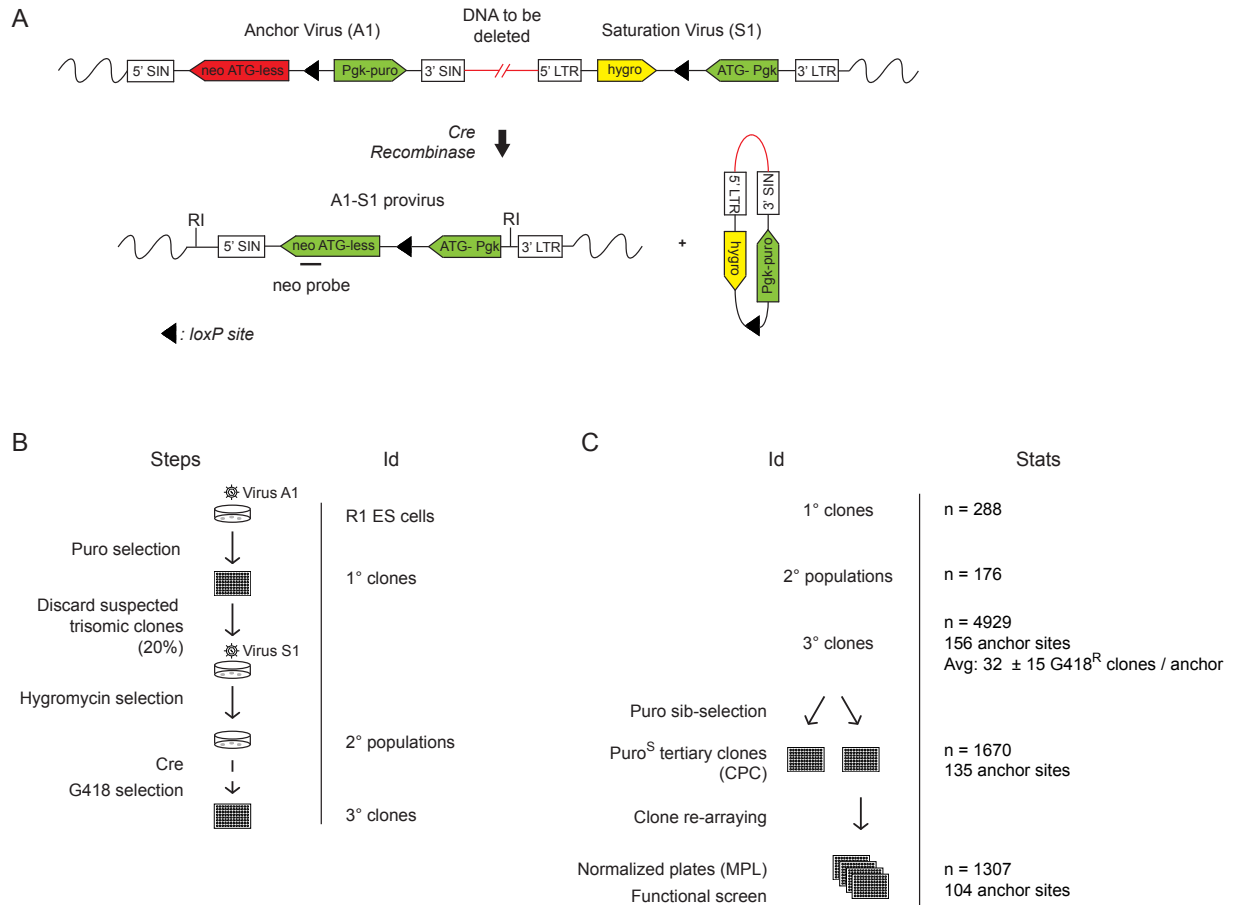 A
Anchor Virus (A1)
DNA to be
deleted
Saturation Virus (S1)
5' SIN
neo ATG-less
Pgk-puro
3' SIN
5' LTR
hygro
ATG- Pgk
3' LTR
Cre
Recombinase
A1-S1 provirus
RI
5' SIN
neo ATG-less
ATG- Pgk
RI
3' LTR
neo probe
+
5' LTR
3' SIN
hygro
Pgk-puro
: loxP site
B
Steps
Id
Virus A1
R1 ES cells
Puro selection
1° clones
Discard suspected
trisomic clones
(20%)
Virus S1
Hygromycin selection
2° populations
Cre
G418 selection
3° clones
C
Id
Stats
1° clones
n = 288
2° populations
n = 176
3° clones
n = 4929
156 anchor sites
Avg: 32 ± 15 G418R clones / anchor
Puro sib-selection
PuroS tertiary clones
(CPC)
n = 1670
135 anchor sites
Clone re-arraying
Normalized plates (MPL)
Functional screen
n = 1307
104 anchor sites